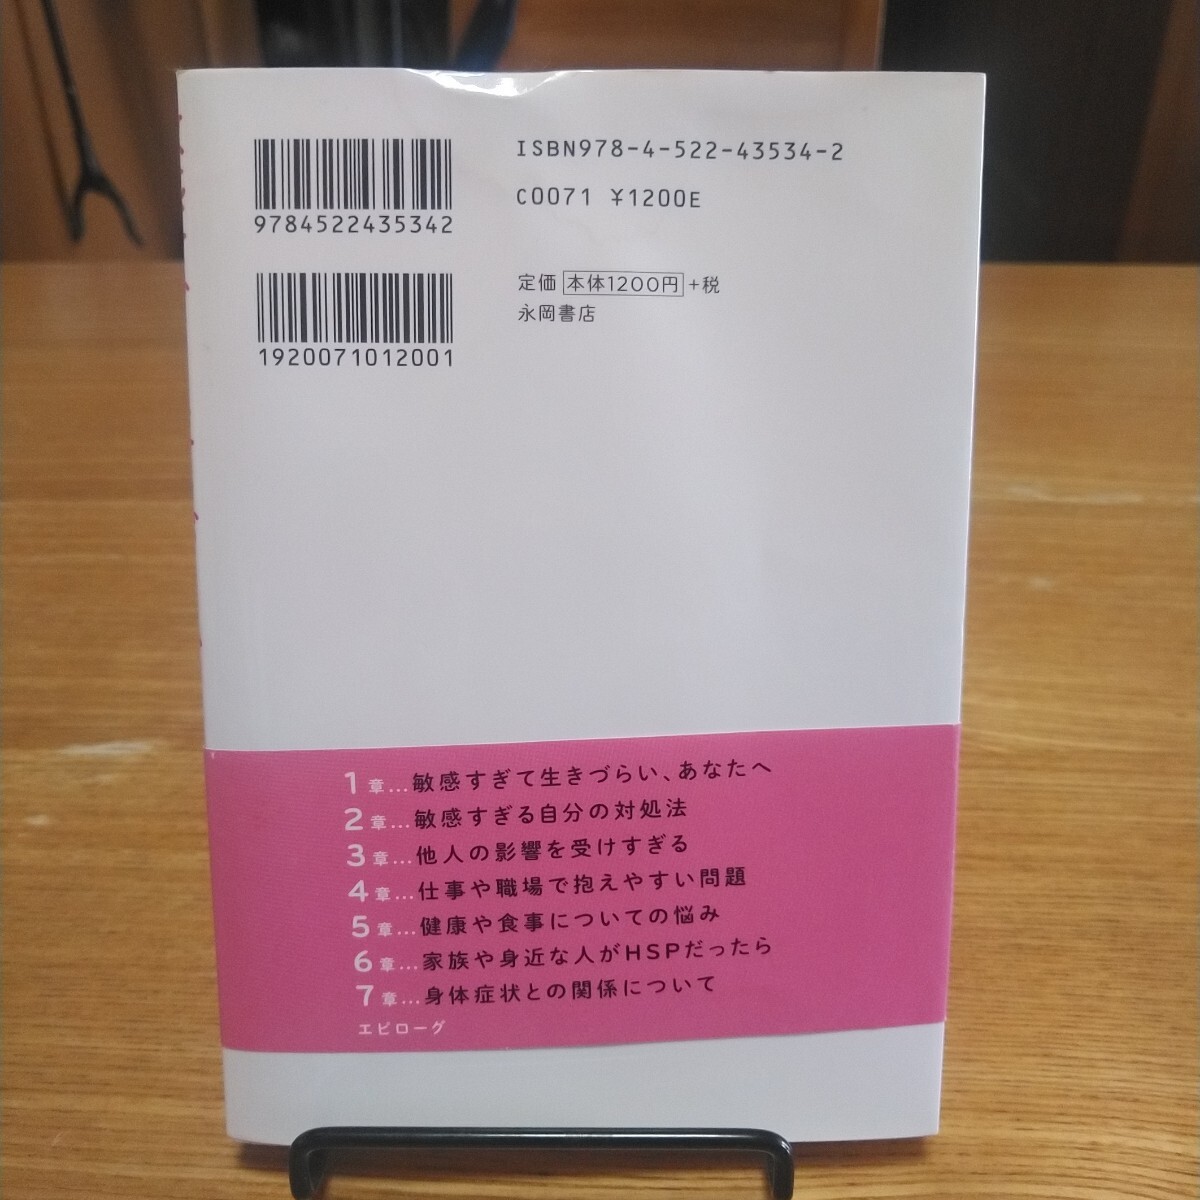 ISBN978-4-522-43534-2
C0071 ¥1200E
9784522435342
定価 本体1200円 +税
永岡書店
1920071012001
1章…敏感すぎて生きづらい、あなたへ
2章…敏感すぎる自分の対処法
3章…他人の影響を受けすぎる
4章…仕事や職場で抱えやすい問題
5章…健康や食事についての悩み
6章…家族や身近な人がHSPだったら
7章…身体症状との関係について
エピローグ